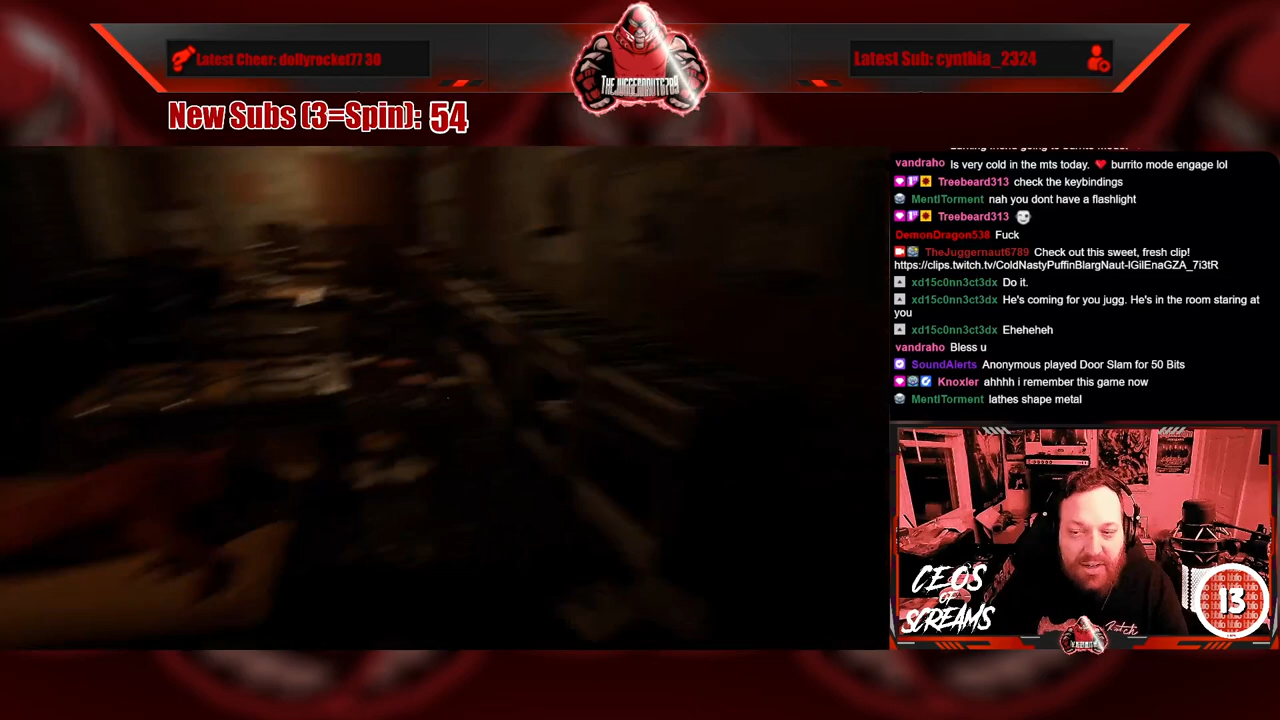 Latest Cheer: dollyrocket77 30
THEJUGGERNAUT6789
Latest Sub: cynthia_2324
New Subs (3=Spin): 54
vandraho Is very cold in the mts today. burrito mode engage lol
Treebeard313 check the keybindings
MentlTorment nah you dont have a flashlight
Treebeard313
DemonDragon538 Fuck
TheJuggernaut6789 Check out this sweet, fresh clip!
https://clips.twitch.tv/ColdNastyPuffinBlargNaut-IGilEnaGZA_7i3tR
xd15c0nn3ct3dx Do it.
xd15c0nn3ct3dx He's coming for you jugg. He's in the room staring at
you
xd15c0nn3ct3dx Eheheheh
vandraho Bless u
SoundAlerts Anonymous played Door Slam for 50 Bits
Knoxler ahhhh i remember this game now
MentlTorment lathes shape metal
CEOS
OF
SCREAMS
13